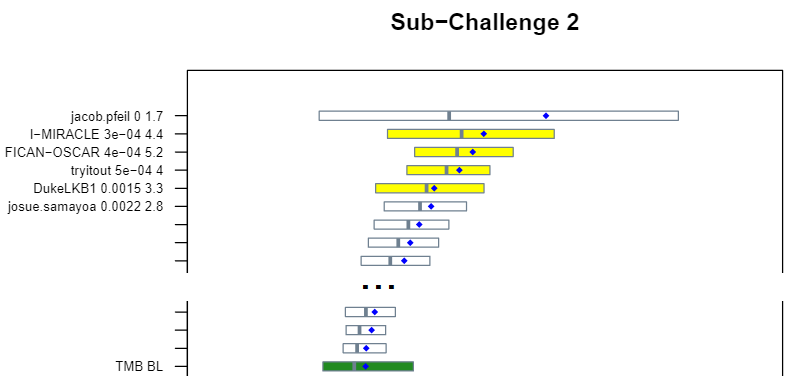 Sub−Challenge 2
jacob.pfeil 0 1.7
I−MIRACLE 3e−04 4.4
FICAN−OSCAR 4e−04 5.2
tryitout 5e−04 4
DukeLKB1 0.0015 3.3
josue.samayoa 0.0022 2.8
...
TMB BL